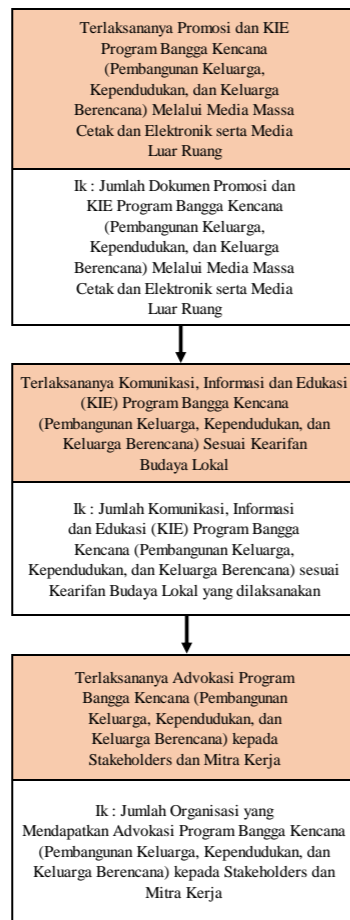 Terlaksananya Promosi dan KIE
Program Bangga Kencana
(Pembangunan Keluarga,
Kependudukan, dan Keluarga
Berencana) Melalui Media Massa
Cetak dan Elektronik serta Media
Luar Ruang
Ik : Jumlah Dokumen Promosi dan
KIE Program Bangga Kencana
(Pembangunan Keluarga,
Kependudukan, dan Keluarga
Berencana) Melalui Media Massa
Cetak dan Elektronik serta Media
Luar Ruang
Terlaksananya Komunikasi, Informasi dan Edukasi
(KIE) Program Bangga Kencana
(Pembangunan Keluarga, Kependudukan, dan
Keluarga Berencana) Sesuai Kearifan
Budaya Lokal
Ik : Jumlah Komunikasi, Informasi
dan Edukasi (KIE) Program Bangga
Kencana (Pembangunan Keluarga,
Kependudukan, dan Keluarga Berencana) sesuai
Kearifan Budaya Lokal yang dilaksanakan
Terlaksananya Advokasi Program
Bangga Kencana (Pembangunan
Keluarga, Kependudukan, dan
Keluarga Berencana) kepada
Stakeholders dan Mitra Kerja
Ik : Jumlah Organisasi yang
Mendapatkan Advokasi Program Bangga Kencana
(Pembangunan Keluarga, Kependudukan, dan
Keluarga Berencana) kepada Stakeholders dan
Mitra Kerja